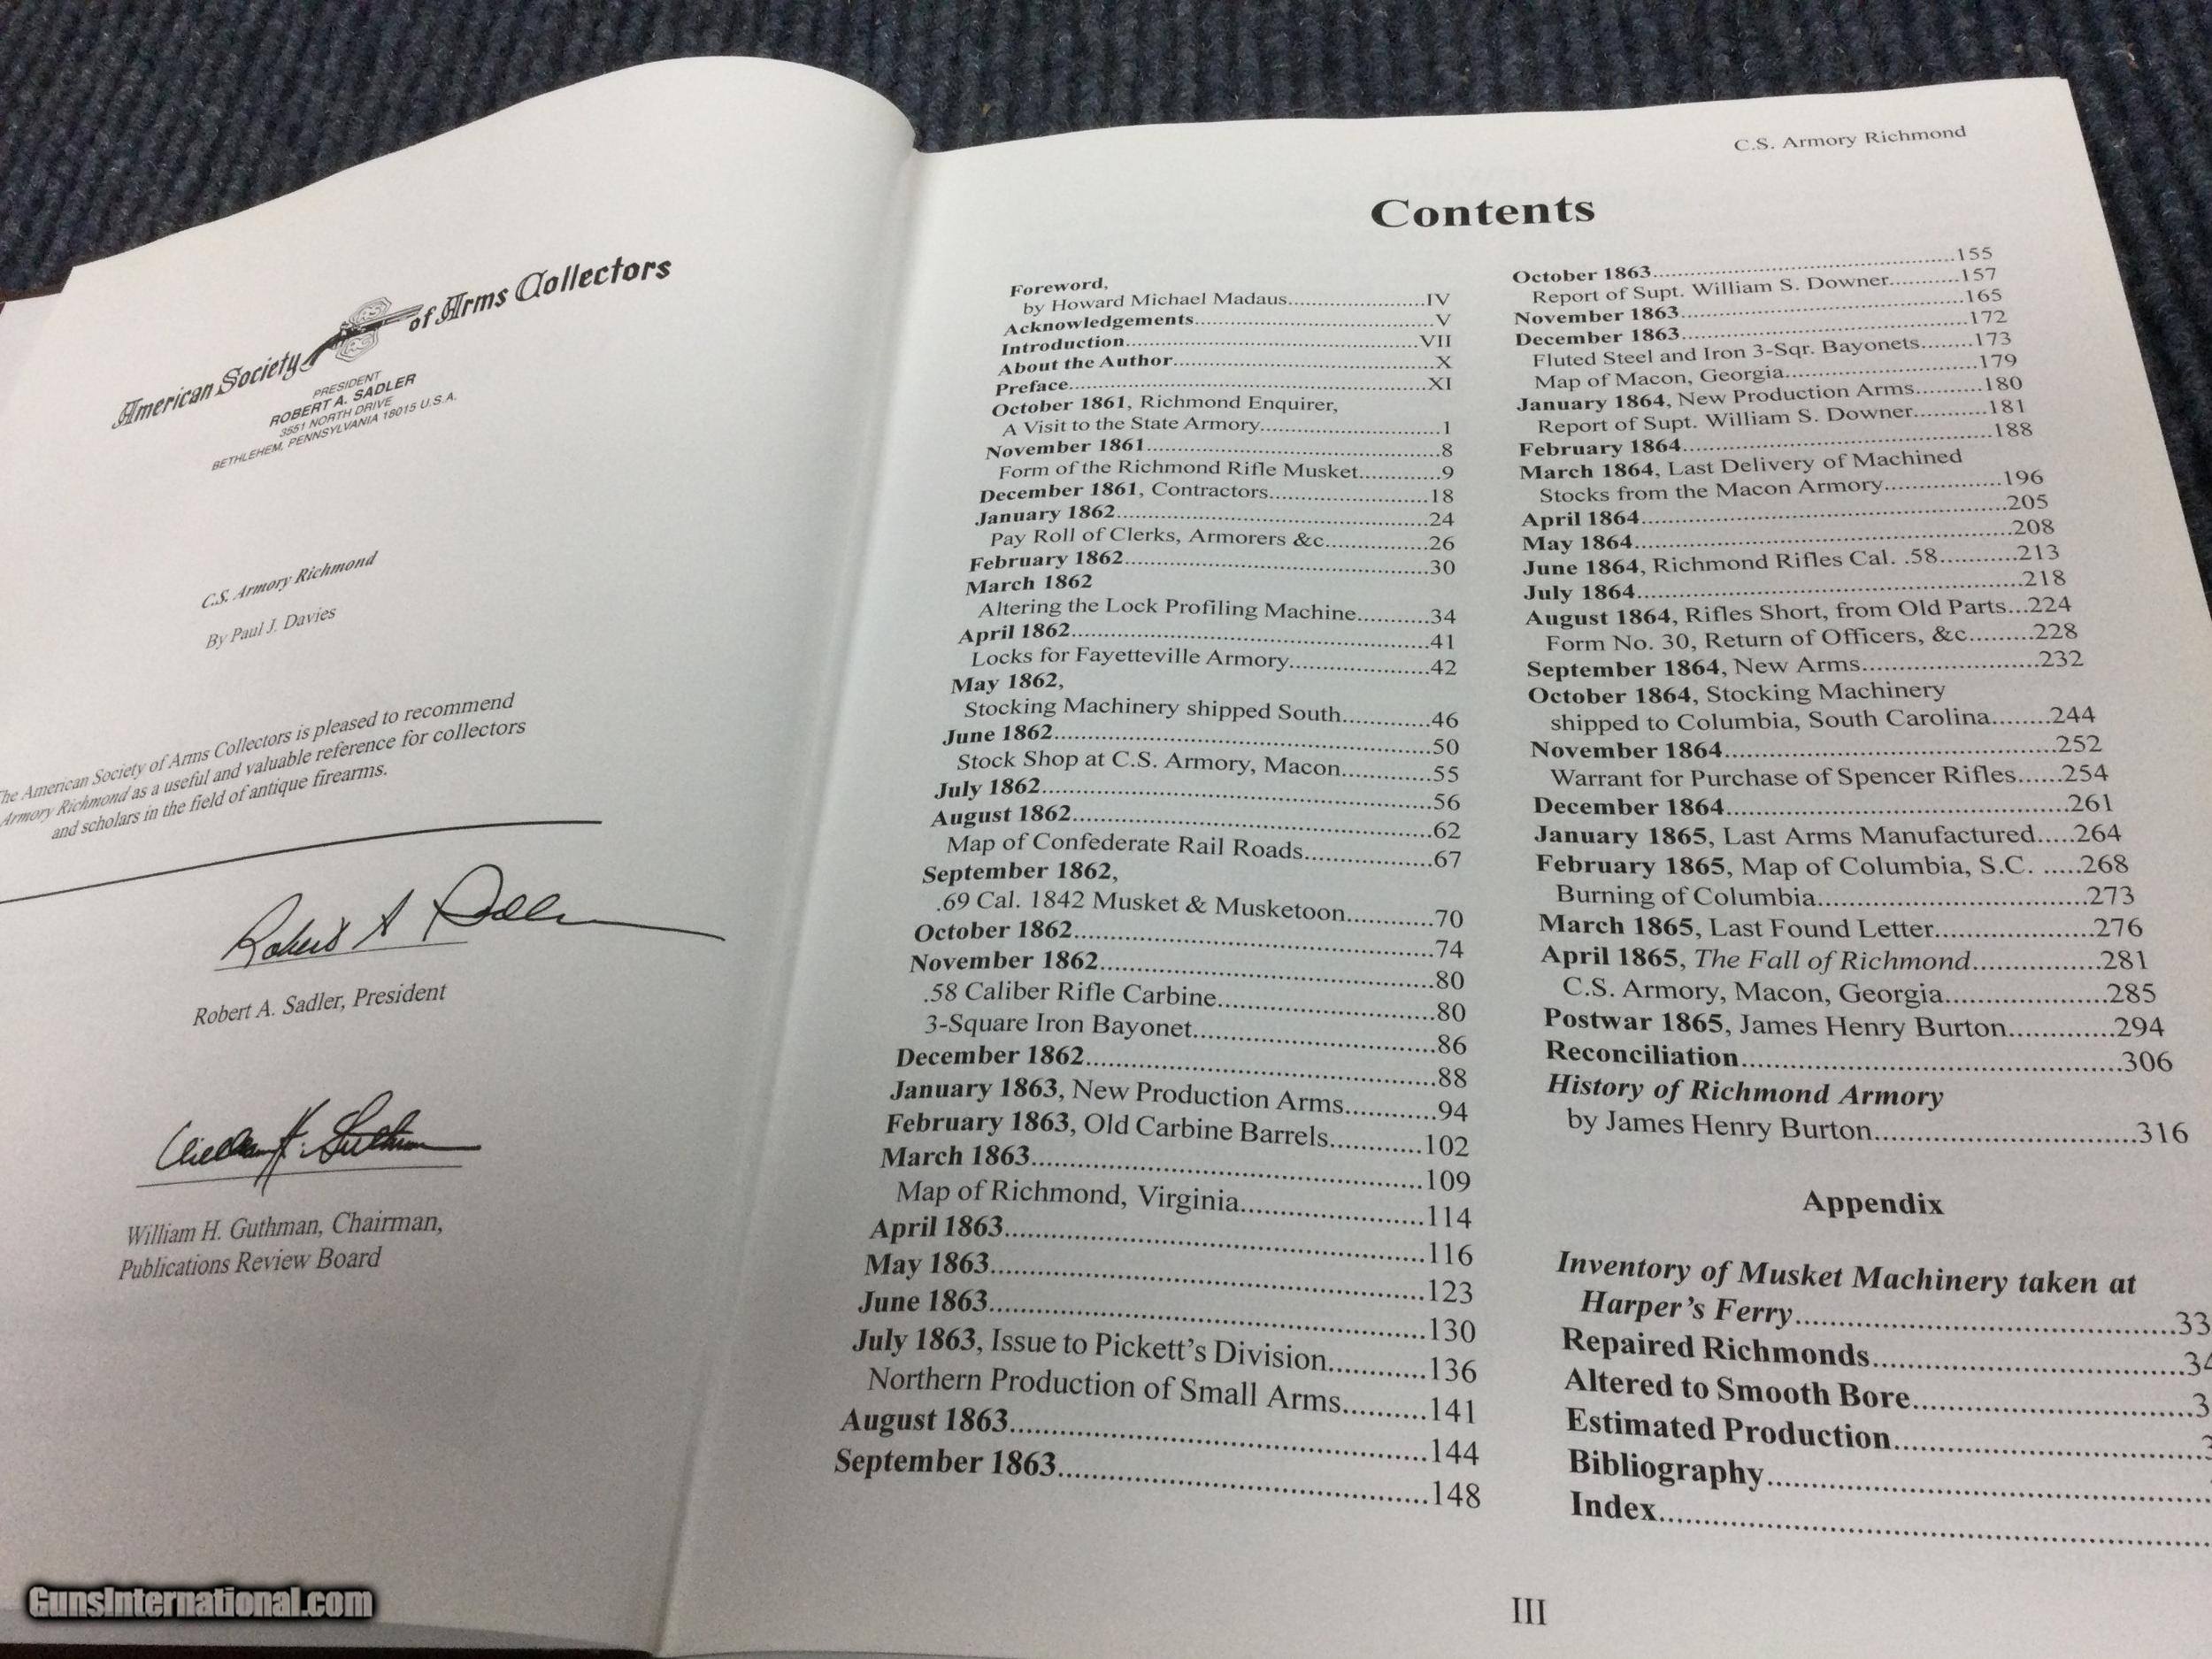 American Society of Arms Collectors
PRESIDENT
ROBERT A. SADLER
3551 NORTH DRIVE
BETHLEHEM, PENNSYLVANIA 18015 U.S.A.
C.S. Armory Richmond
By Paul J. Davies
The American Society of Arms Collectors is pleased to recommend
Armory Richmond as a useful and valuable reference for collectors
and scholars in the field of antique firearms.
Robert A. Sadler, President
William H. Guthman, Chairman,
Publications Review Board
C.S. Armory Richmond
Contents
Foreword,
by Howard Michael Madaus........................IV
Acknowledgements........................V
Introduction........................VII
About the Author........................X
Preface........................XI
October 1861, Richmond Enquirer,
A Visit to the State Armory........................1
November 1861........................8
Form of the Richmond Rifle Musket............9
December 1861, Contractors........................18
January 1862........................24
Pay Roll of Clerks, Armorers &c................26
February 1862........................30
March 1862
Altering the Lock Profiling Machine...........34
April 1862........................41
Locks for Fayetteville Armory....................42
May 1862,
Stocking Machinery shipped South.............46
June 1862........................50
Stock Shop at C.S. Armory, Macon.............55
July 1862........................56
August 1862........................62
Map of Confederate Rail Roads..................67
September 1862,
.69 Cal. 1842 Musket & Musketoon............70
October 1862........................74
November 1862........................80
.58 Caliber Rifle Carbine........................80
3-Square Iron Bayonet........................86
December 1862........................88
January 1863, New Production Arms............94
February 1863, Old Carbine Barrels...........102
March 1863........................109
Map of Richmond, Virginia........................114
April 1863........................116
May 1863........................123
June 1863........................130
July 1863, Issue to Pickett's Division...........136
Northern Production of Small Arms..........141
August 1863........................144
September 1863........................148
October 1863........................155
Report of Supt. William S. Downer..........157
November 1863........................165
December 1863........................172
Fluted Steel and Iron 3-Sqr. Bayonets........173
Map of Macon, Georgia........................179
January 1864, New Production Arms..........180
Report of Supt. William S. Downer...........181
February 1864........................188
March 1864, Last Delivery of Machined
Stocks from the Macon Armory.................196
April 1864........................205
May 1864........................208
June 1864, Richmond Rifles Cal. .58...........213
July 1864........................218
August 1864, Rifles Short, from Old Parts...224
Form No. 30, Return of Officers, &c.........228
September 1864, New Arms........................232
October 1864, Stocking Machinery
shipped to Columbia, South Carolina........244
November 1864........................252
Warrant for Purchase of Spencer Rifles......254
December 1864........................261
January 1865, Last Arms Manufactured.....264
February 1865, Map of Columbia, S.C. .....268
Burning of Columbia........................273
March 1865, Last Found Letter....................276
April 1865, The Fall of Richmond................281
C.S. Armory, Macon, Georgia....................285
Postwar 1865, James Henry Burton.............294
Reconciliation........................306
History of Richmond Armory
by James Henry Burton........................316
Appendix
Inventory of Musket Machinery taken at
Harper's Ferry........................33
Repaired Richmonds........................34
Altered to Smooth Bore........................3
Estimated Production........................3
Bibliography........................
Index........................
III
GunsInternational.com